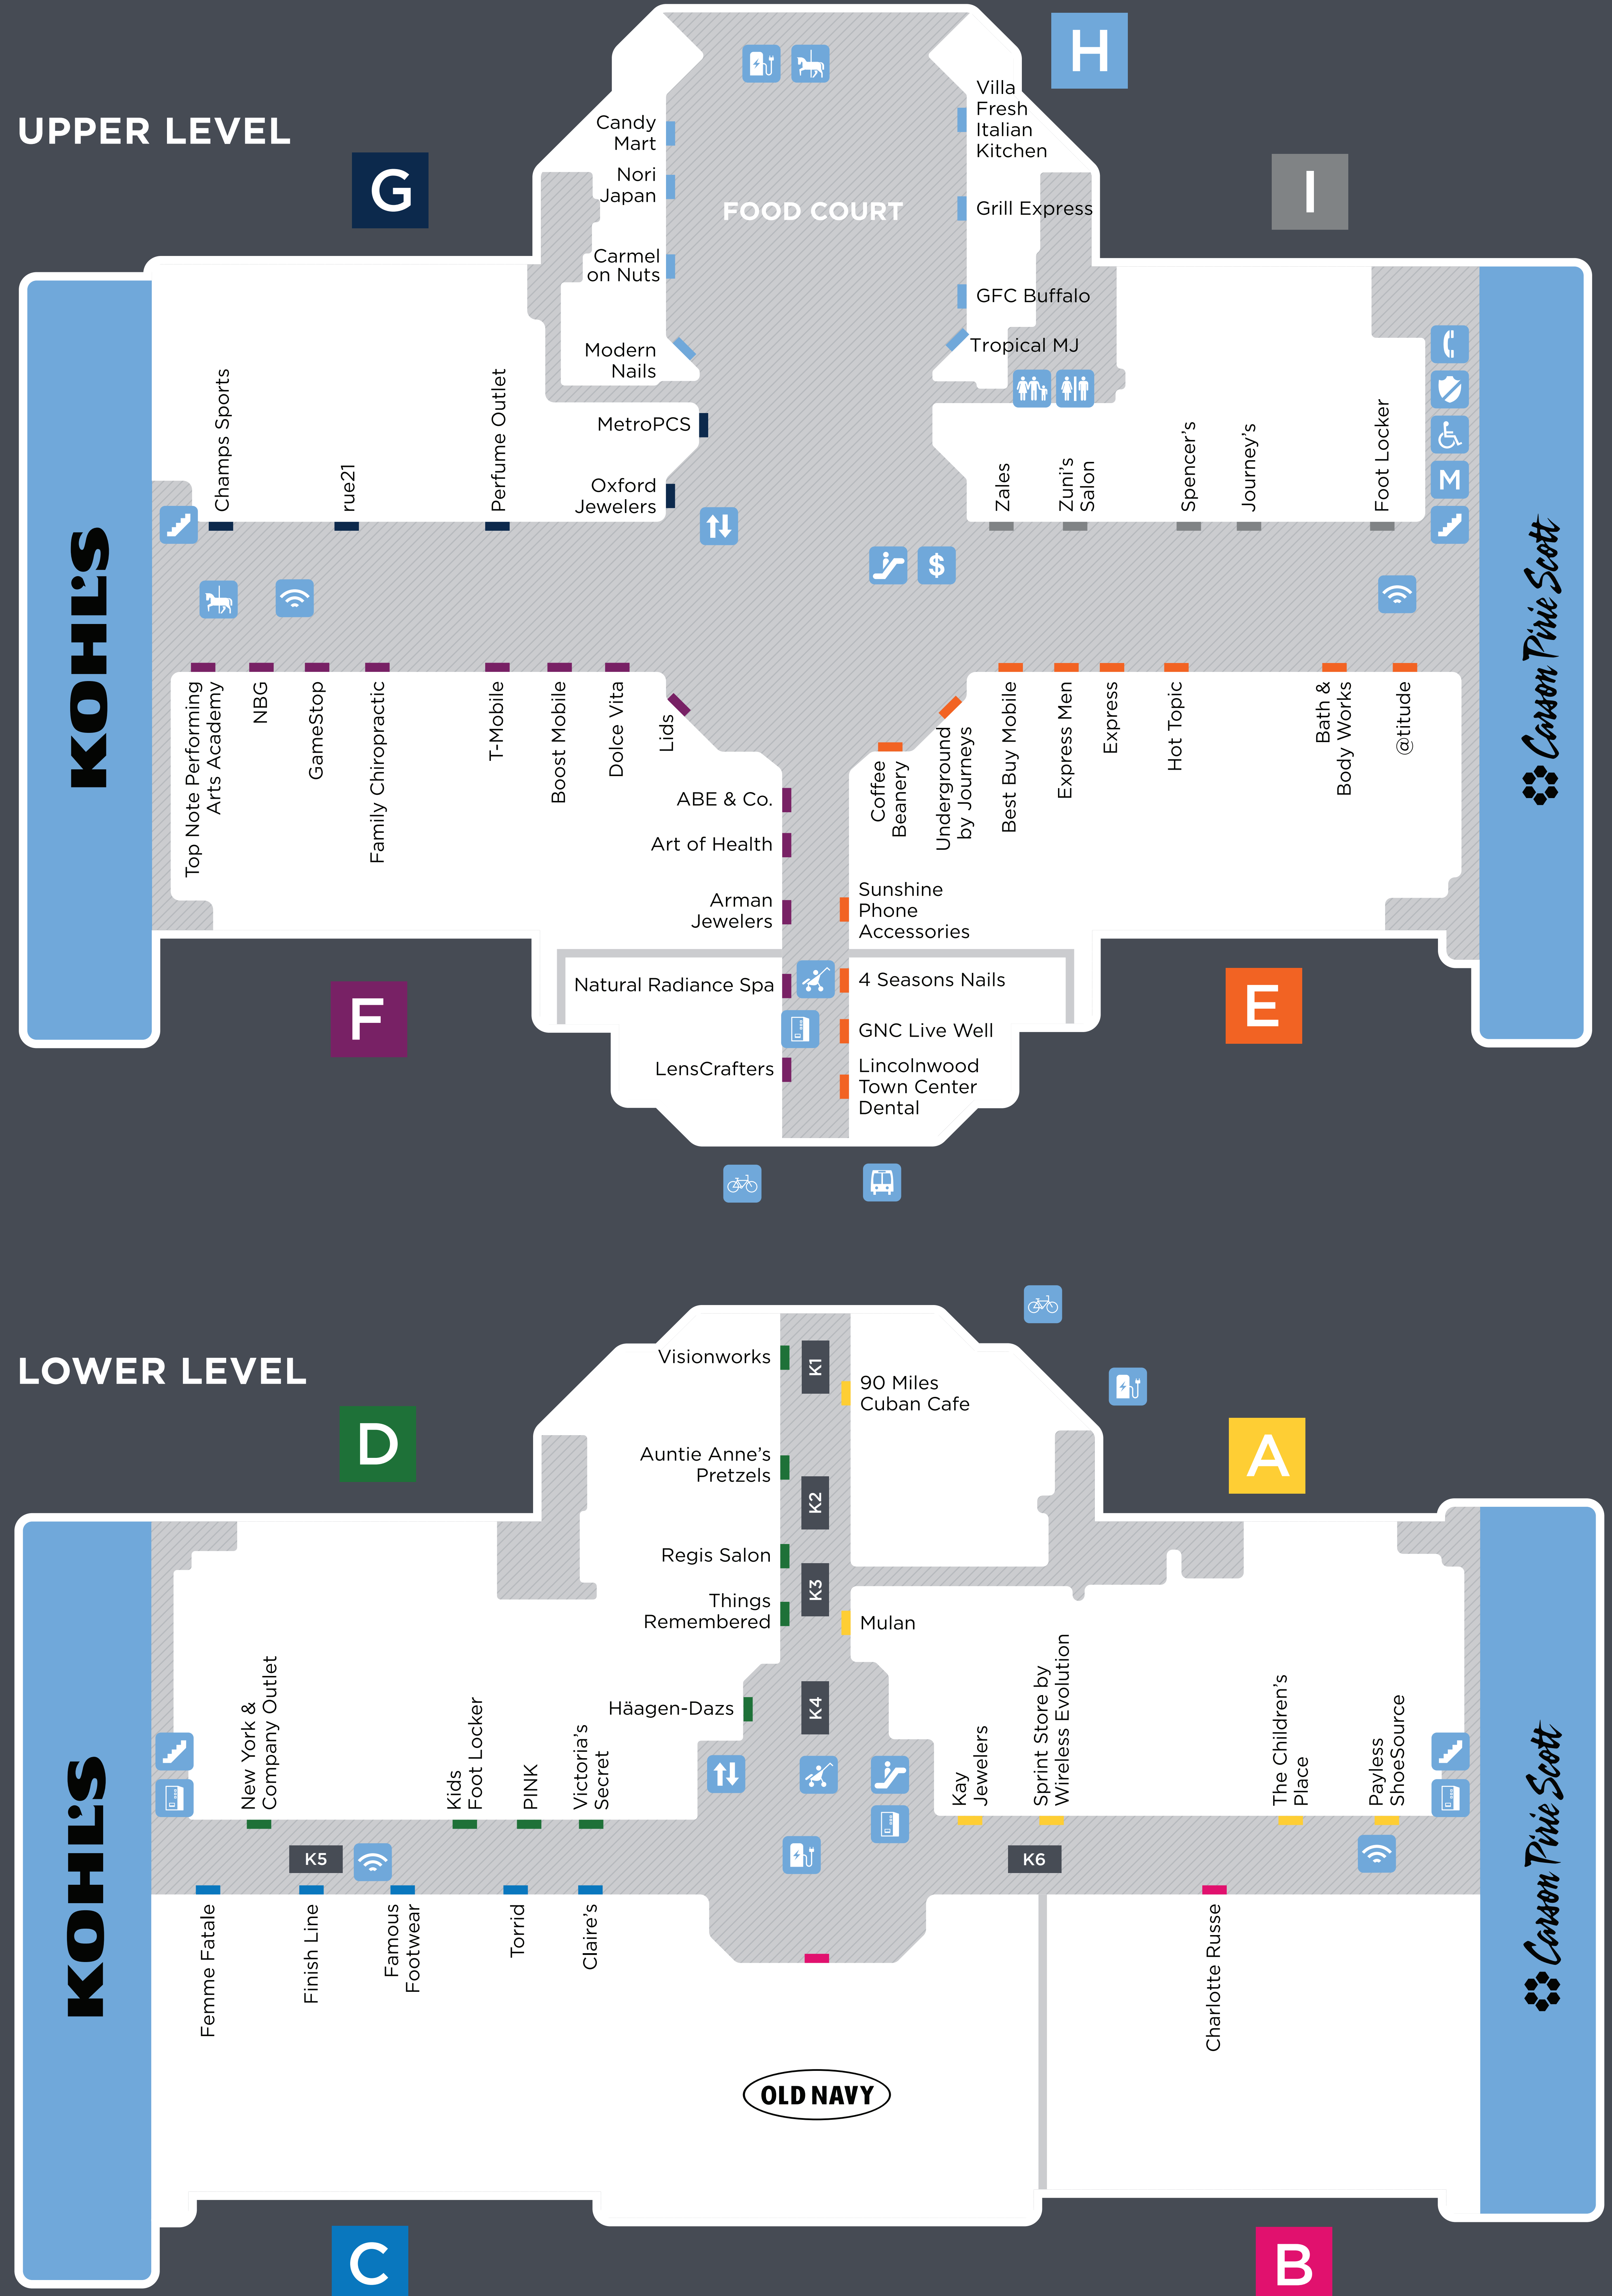 H
UPPER LEVEL
G
I
Villa
Fresh
Italian
Kitchen
Candy
Mart
Nori
Japan
FOOD COURT
Grill Express
Carmel
on Nuts
GFC Buffalo
Modern
Nails
Tropical MJ
MetroPCS
Oxford
Jewelers
Champs Sports
rue21
Perfume Outlet
Zales
Zuni's
Salon
Spencer's
Journey's
Foot Locker
M
$
KOHL'S
Carson Pirie Scott
Top Note Performing
Arts Academy
NBG
GameStop
Family Chiropractic
T-Mobile
Boost Mobile
Dolce Vita
Lids
Coffee
Beanery
Underground
by Journeys
Best Buy Mobile
Express Men
Express
Hot Topic
Bath &
Body Works
@titude
ABE & Co.
Art of Health
Arman
Jewelers
Sunshine
Phone
Accessories
Natural Radiance Spa
4 Seasons Nails
GNC Live Well
LensCrafters
Lincolnwood
Town Center
Dental
F
E
LOWER LEVEL
D
A
Visionworks
K1
90 Miles
Cuban Cafe
Auntie Anne's
Pretzels
K2
Regis Salon
K3
Things
Remembered
Mulan
Häagen-Dazs
K4
New York &
Company Outlet
Kids
Foot Locker
PINK
Victoria's
Secret
Kay
Jewelers
Sprint Store by
Wireless Evolution
The Children's
Place
Payless
ShoeSource
K5
K6
KOHL'S
Carson Pirie Scott
Femme Fatale
Finish Line
Famous
Footwear
Torrid
Claire's
Charlotte Russe
OLD NAVY
C
B